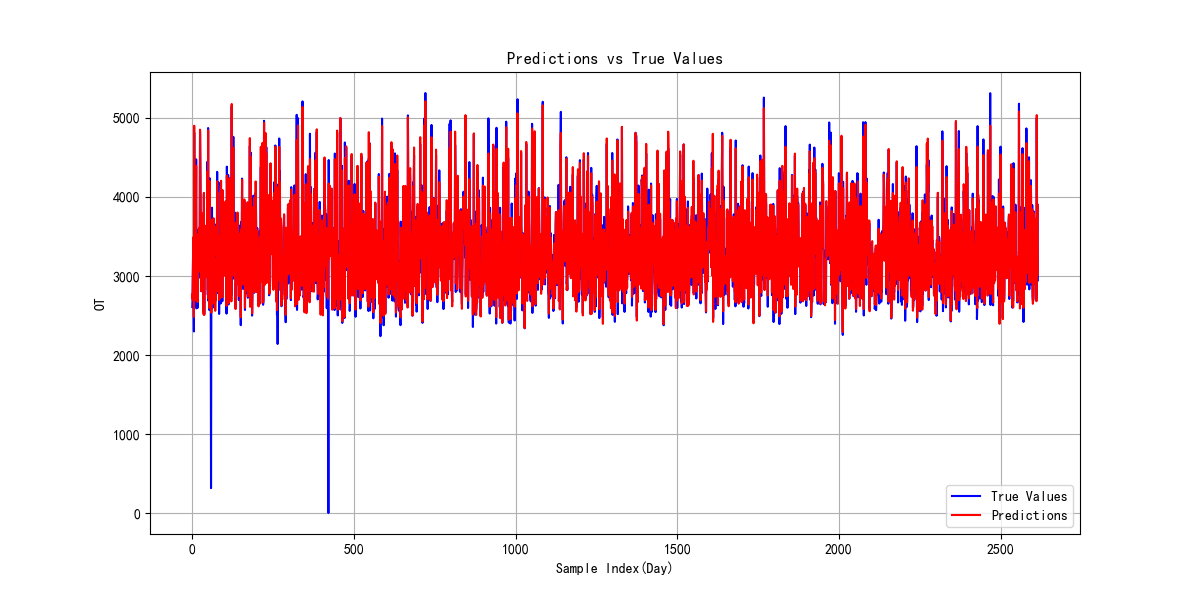 Predictions vs True Values
OT
5000
4000
3000
2000
1000
0
0 500 1000 1500 2000 2500
Sample Index(Day)
True Values
Predictions